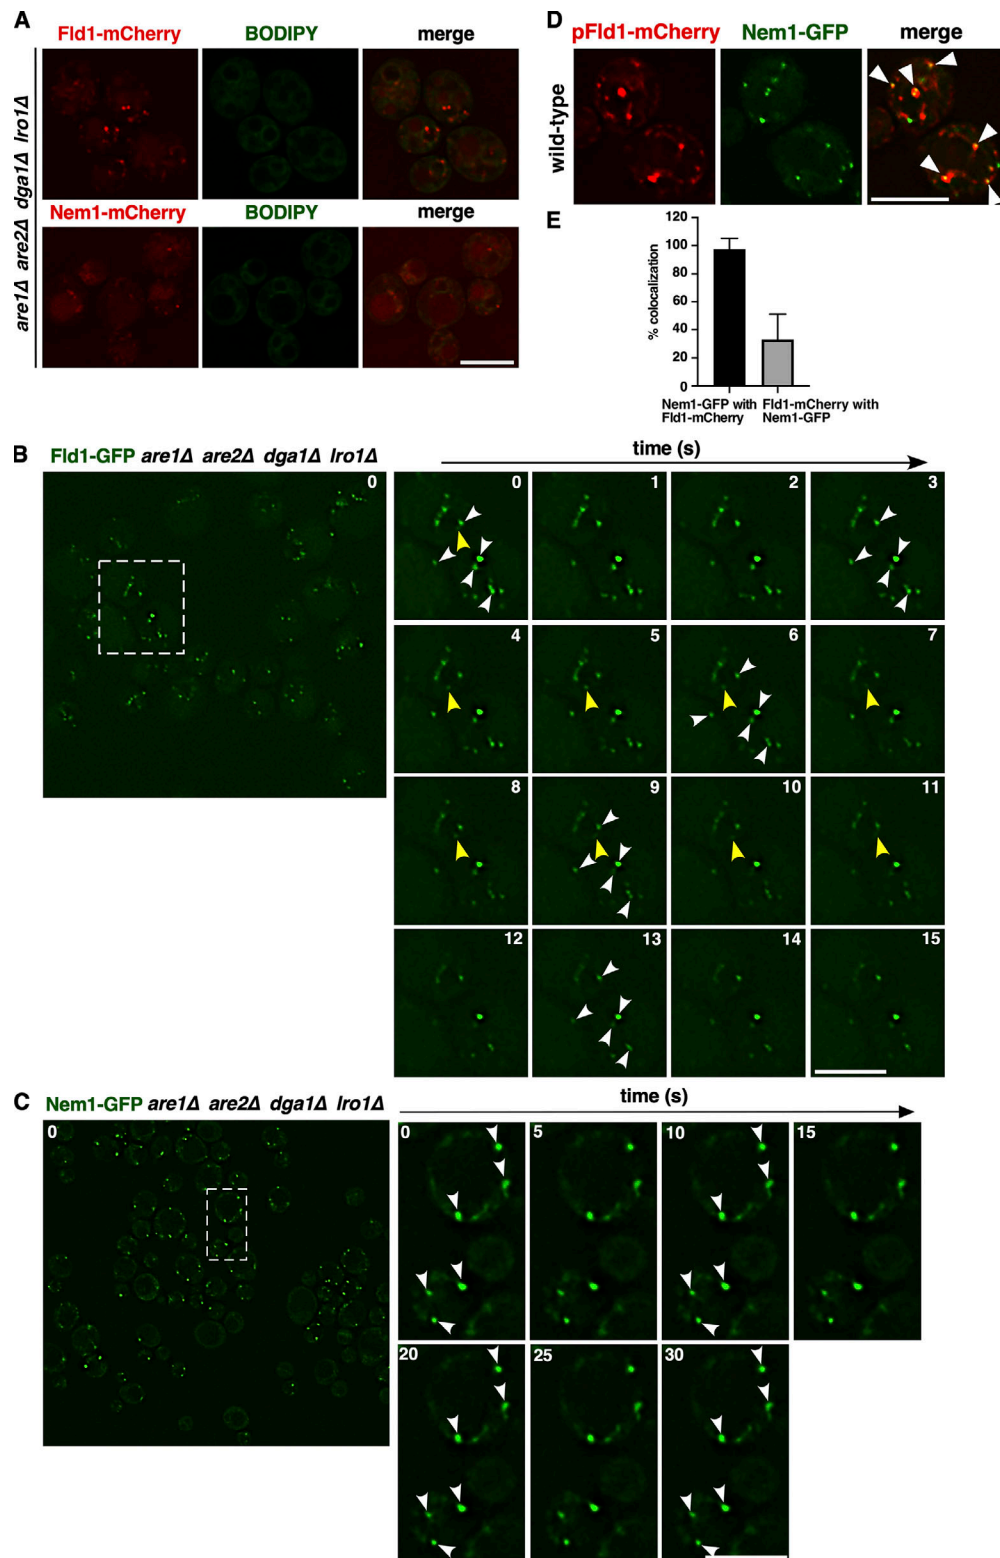 A
Fld1-mCherry BODIPY merge
are1Δ are2Δ dga1Δ lro1Δ
Nem1-mCherry BODIPY merge
D
pFld1-mCherry Nem1-GFP merge
wild-type
E
120
100
80
60
40
20
0
% colocalization
Nem1-GFP with Fld1-mCherry
Fld1-mCherry with Nem1-GFP
B
Fld1-GFP are1Δ are2Δ dga1Δ lro1Δ
0
time (s)
0 1 2 3
4 5 6 7
8 9 10 11
12 13 14 15
C
Nem1-GFP are1Δ are2Δ dga1Δ lro1Δ
0
time (s)
0 5 10 15
20 25 30